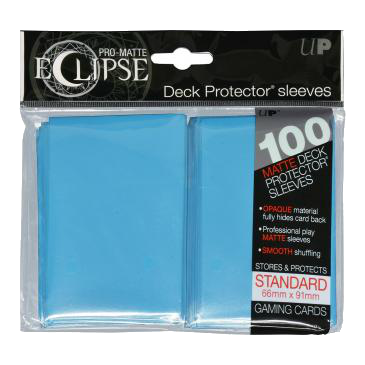 PRO-MATTE
ECLIPSE
UP
Deck Protector® sleeves
UP
100
MATTE DECK
PROTECTOR®
SLEEVES
•OPAQUE material
fully hides card back
•Professional play
MATTE sleeves
•SMOOTH shuffling
STORES & PROTECTS
STANDARD
66mm x 91mm
GAMING CARDS